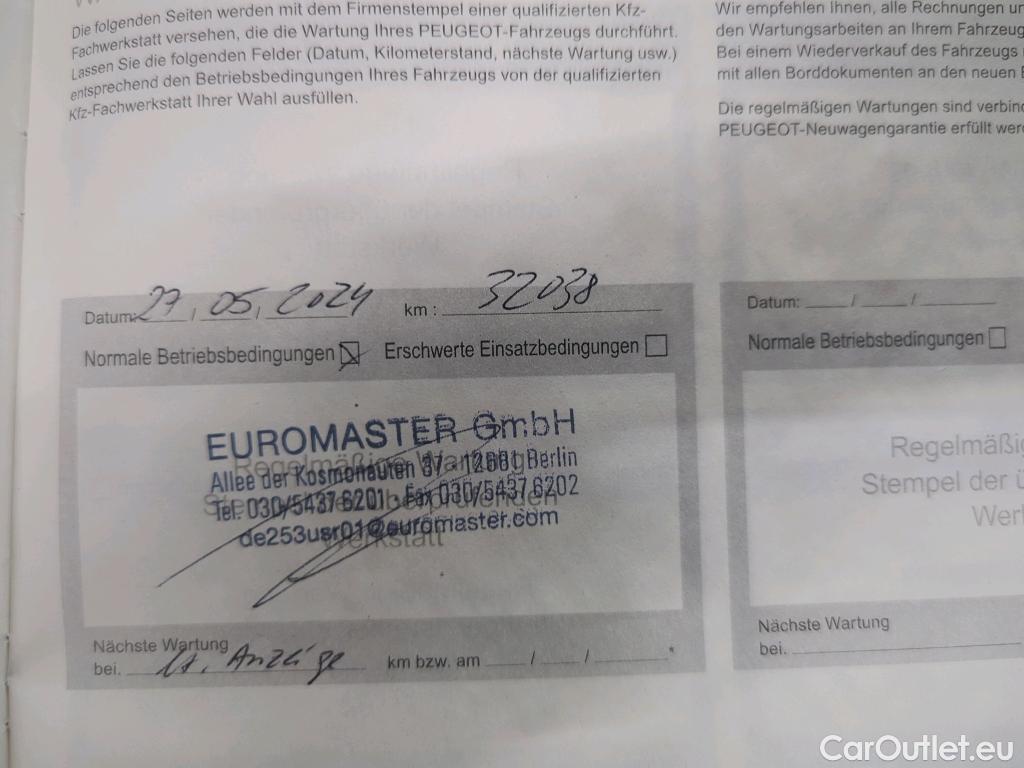 Die folgenden Seiten werden mit dem Firmenstempel einer qualifizierten Kfz-
Fachwerkstatt versehen, die die Wartung Ihres PEUGEOT-Fahrzeugs durchführt.
Lassen Sie die folgenden Felder (Datum, Kilometerstand, nächste Wartung usw.)
entsprechend den Betriebsbedingungen Ihres Fahrzeugs von der qualifizierten
Kfz-Fachwerkstatt Ihrer Wahl ausfüllen.
Wir empfehlen Ihnen, alle Rechnungen
den Wartungsarbeiten an Ihrem Fahrzeug
Bei einem Wiederverkauf des Fahrzeugs
mit allen Borddokumenten an den neuen
Die regelmäßigen Wartungen sind
PEUGEOT-Neuwagengarantie erfüllt
Datum: 27, 05, 2024 km : 32038
Normale Betriebsbedingungen Erschwerte Einsatzbedingungen
EUROMASTER GmbH
Allee der Kosmonauten 37 · 12681 Berlin
Tel. 030/5437 6201 · Fax 030/5437 6202
de253usr01@euromaster.com
Regelmäßige Wartung
Stempel der überprüfenden
Werkstatt
Nächste Wartung
bei. lt. Anzeige km bzw. am / / *
Datum: / /
Normale Betriebsbedingungen
Stempel der
Nächste Wartung
bei.
CarOutlet.eu